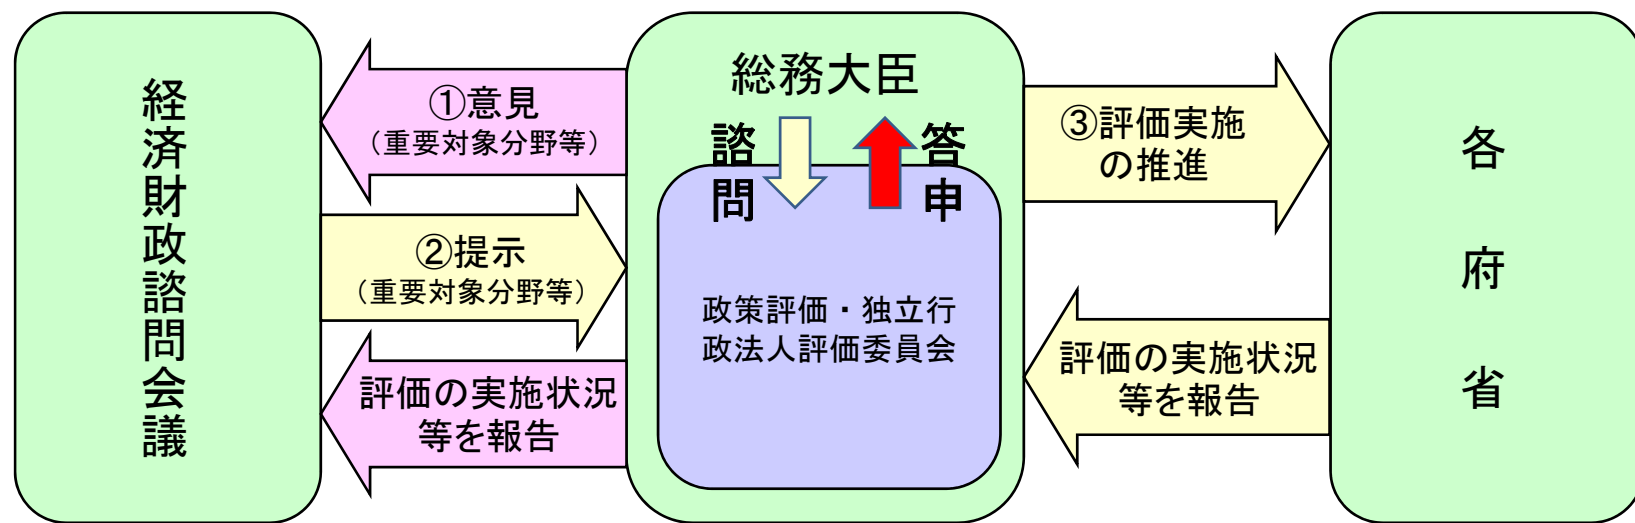 経済財政諮問会議
①意見
（重要対象分野等）
②提示
（重要対象分野等）
評価の実施状況
等を報告
総務大臣
諮問
答申
政策評価・独立行
政法人評価委員会
③評価実施
の推進
評価の実施状況
等を報告
各府省